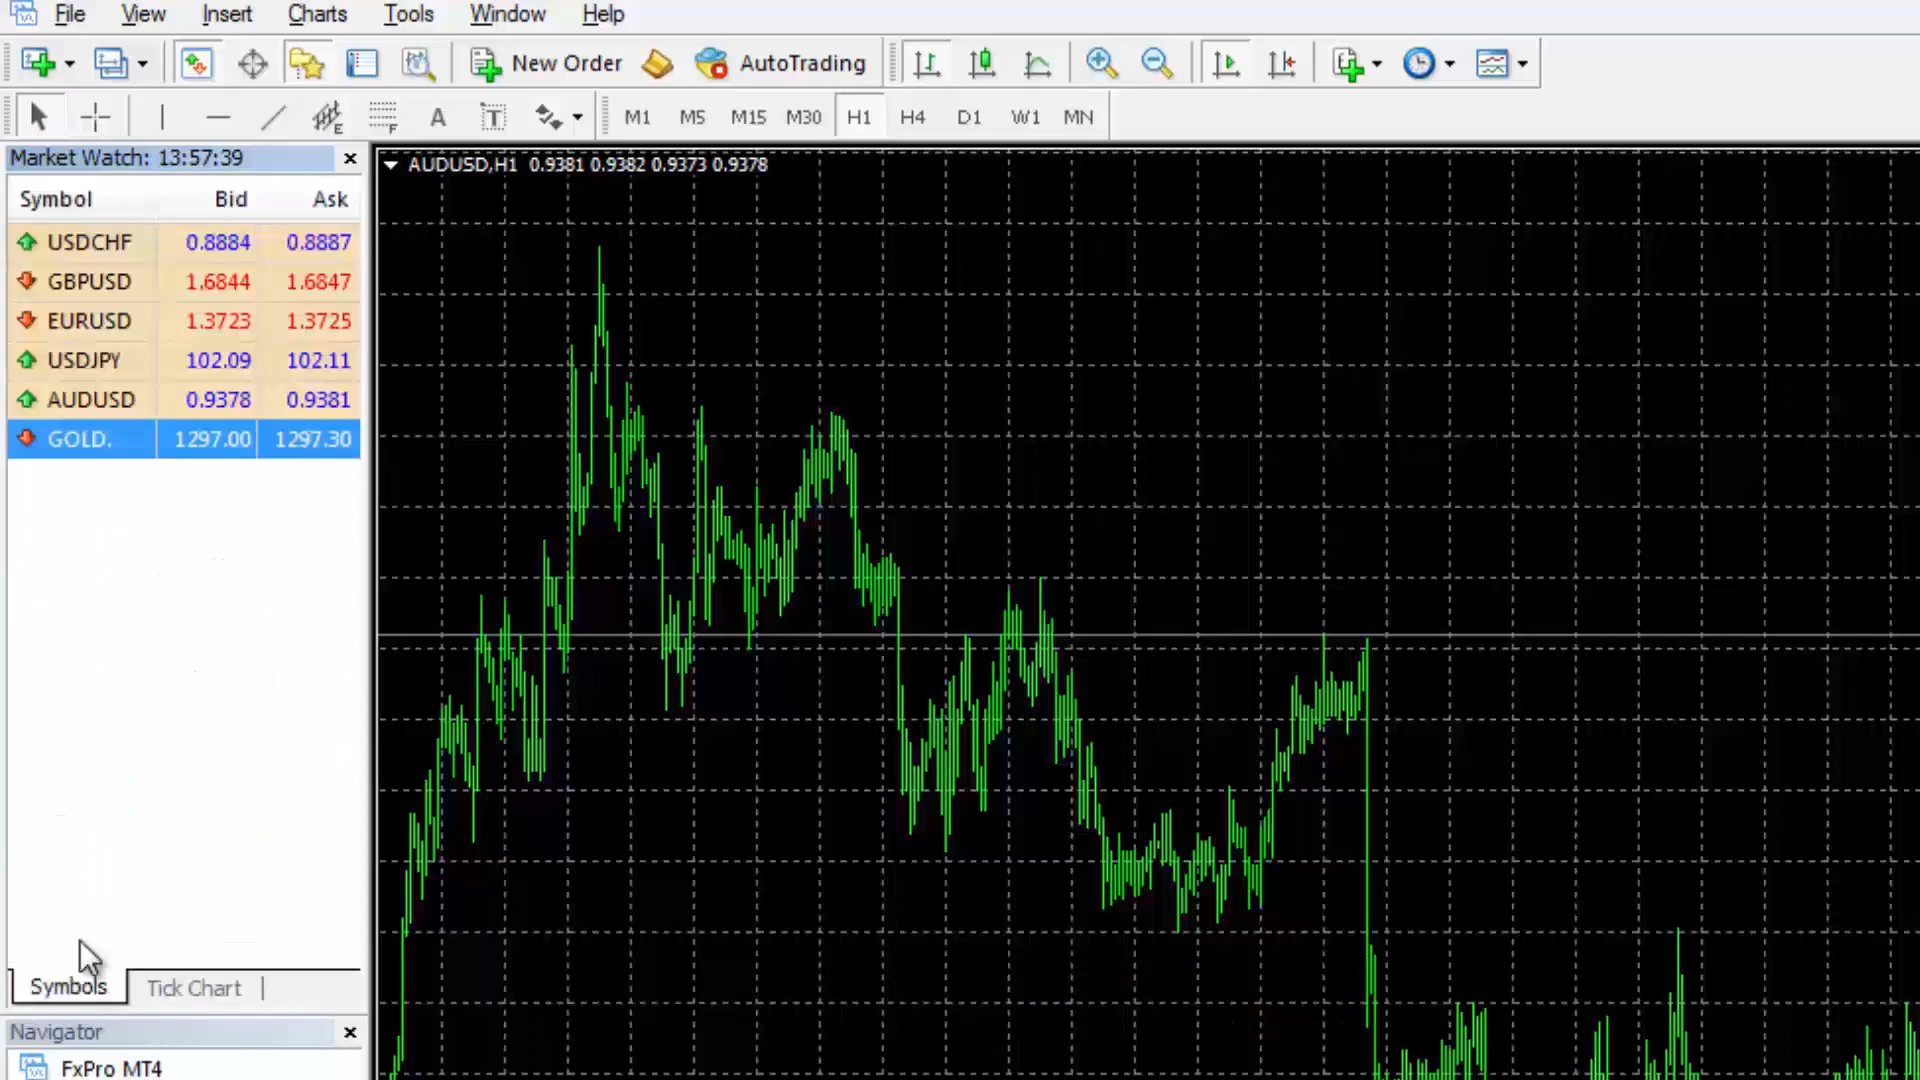 File View Insert Charts Tools Window Help
New Order AutoTrading
E F A T M1 M5 M15 M30 H1 H4 D1 W1 MN
Market Watch: 13:57:39
AUDUSD,H1 0.9381 0.9382 0.9373 0.9378
Symbol Bid Ask
USDCHF 0.8884 0.8887
GBPUSD 1.6844 1.6847
EURUSD 1.3723 1.3725
USDJPY 102.09 102.11
AUDUSD 0.9378 0.9381
GOLD. 1297.00 1297.30
Symbols Tick Chart
Navigator
FxPro MT4